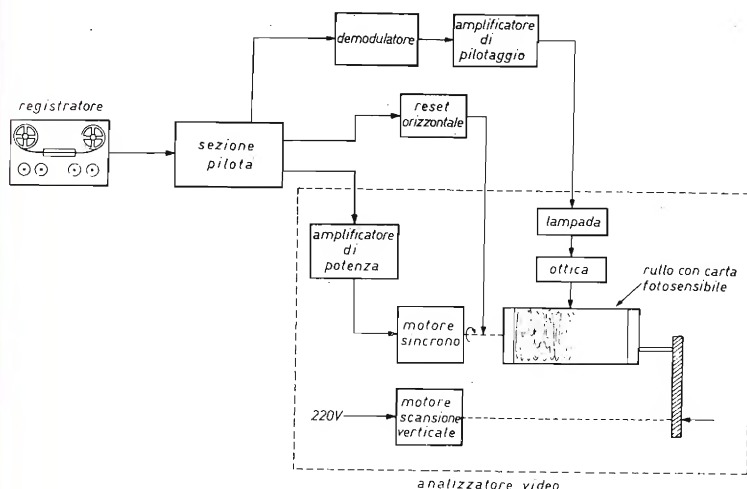 demodulatore
amplificatore
di
pilotaggio
registratore
sezione
pilota
reset
orizzontale
amplificatore
di
potenza
lampada
ottica
rullo con carta
fotosensibile
motore
sincrono
220V
motore
scansione
verticale
analizzatore video